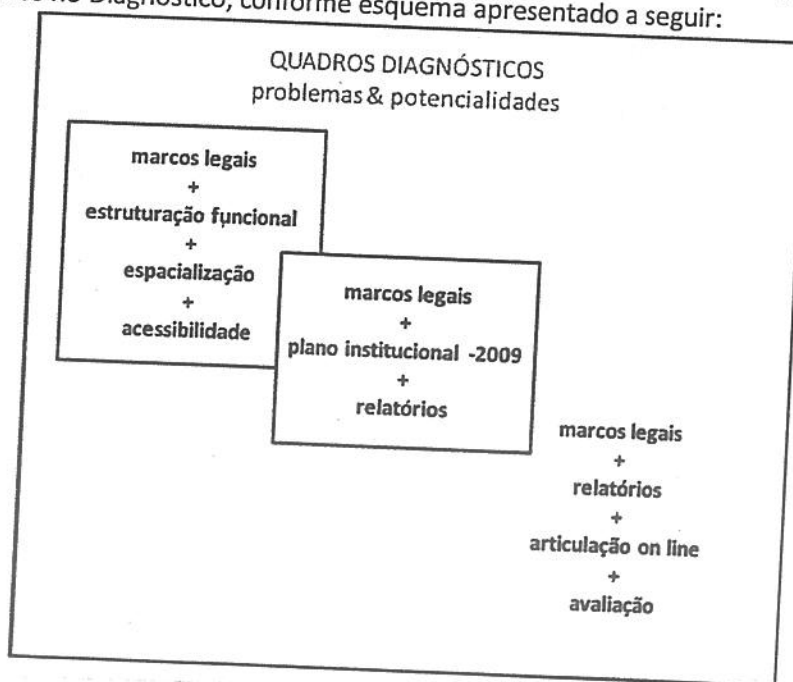 no Diagnóstico, conforme esquema apresentado a seguir:
QUADROS DIAGNÓSTICOS
problemas & potencialidades
marcos legais
+
estruturação funcional
+
espacialização
+
acessibilidade
marcos legais
+
plano institucional -2009
+
relatórios
marcos legais
+
relatórios
+
articulação on line
+
avaliação